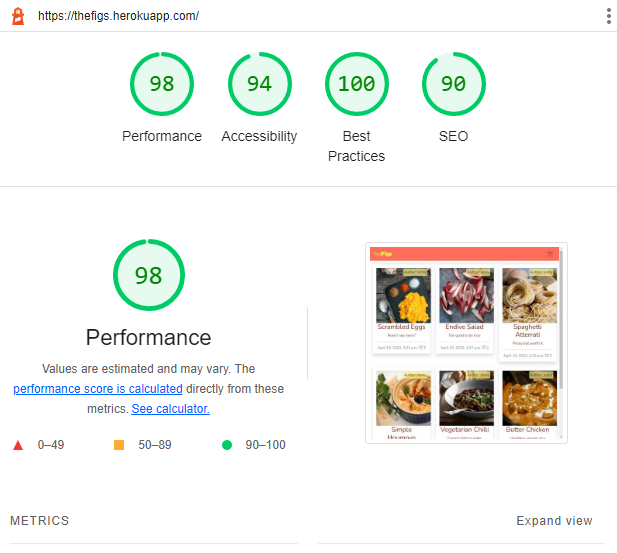 https://thefigs.herokuapp.com/
98
94
100
90
Performance
Accessibility
Best
Practices
SEO
98
Performance
Values are estimated and may vary. The
performance score is calculated directly from these
metrics. See calculator.
0–49
50–89
90–100
Scrambled Eggs
Endive Salad
Spaghetti
Atterrati
Simple
Houmous
Vegetarian Chilli
Butter Chicken
METRICS
Expand view